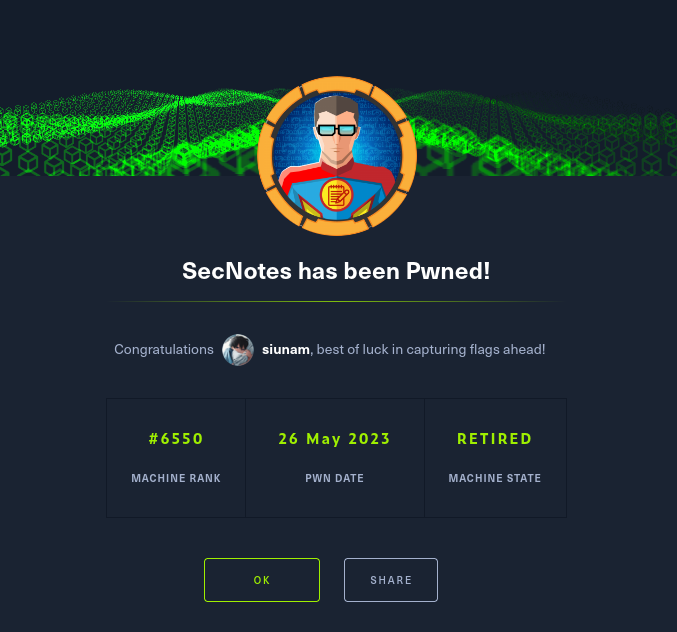 SecNotes has been Pwned!
Congratulations siunam, best of luck in capturing flags ahead!
#6550 26 May 2023 RETIRED
MACHINE RANK PWN DATE MACHINE STATE
OK SHARE